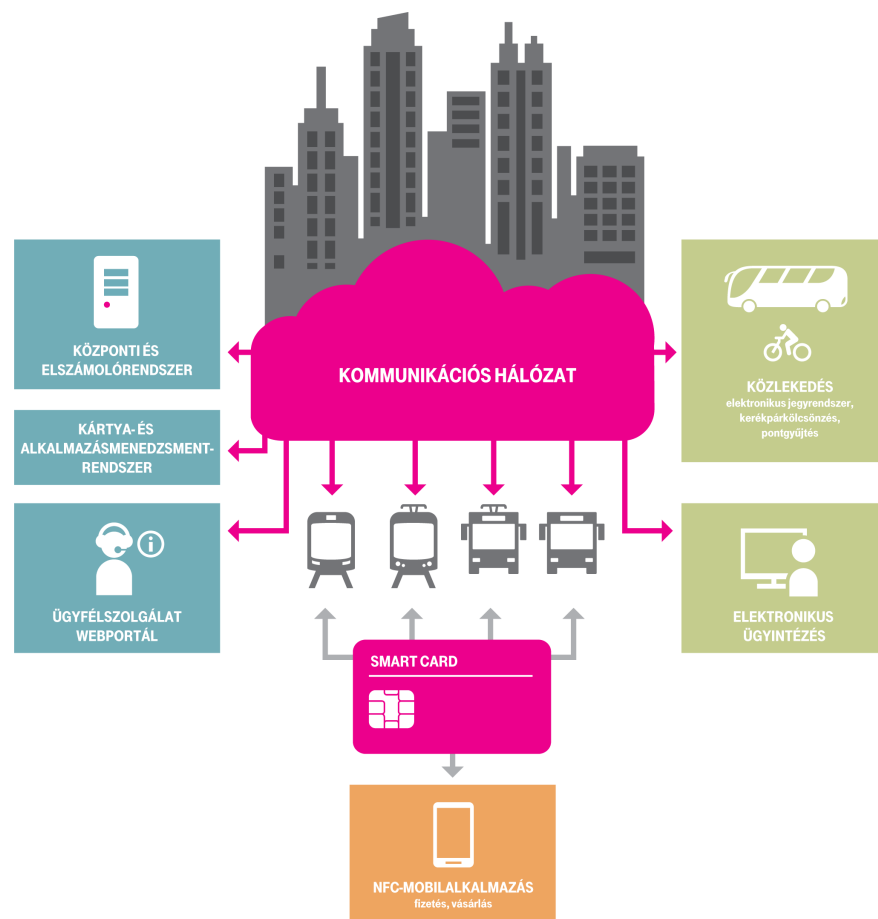 KOMMUNIKÁCIÓS HÁLÓZAT
KÖZPONTI ÉS
ELSZÁMOLÓRENDSZER
KÁRTYA- ÉS
ALKALMAZÁSMENEDZSMENT-
RENDSZER
ÜGYFÉLSZOLGÁLAT
WEBPORTÁL
KÖZLEKEDÉS
elektronikus jegyrendszer,
kerékpárkölcsönzés,
pontgyűjtés
ELEKTRONIKUS
ÜGYINTÉZÉS
SMART CARD
NFC-MOBILALKALMAZÁS
fizetés, vásárlás